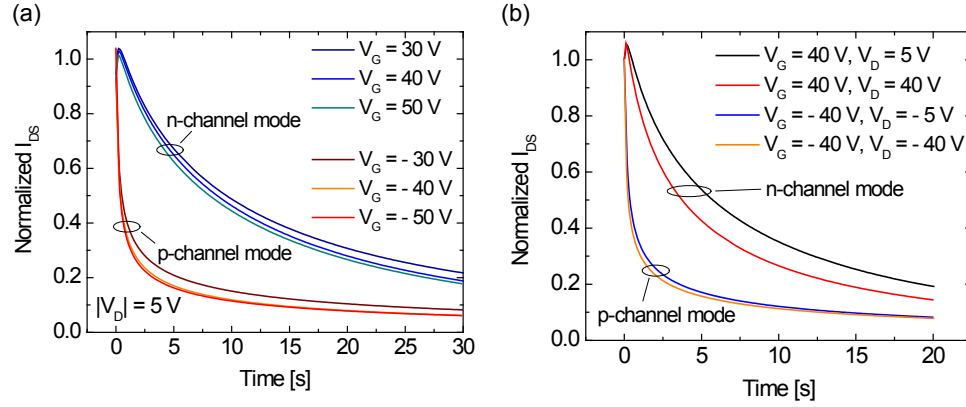 (a)
Normalized I_DS
1.0
0.8
0.6
0.4
0.2
0.0
V_G = 30 V
V_G = 40 V
V_G = 50 V
n-channel mode
V_G = - 30 V
V_G = - 40 V
V_G = - 50 V
p-channel mode
|V_D| = 5 V
0 5 10 15 20 25 30
Time [s]
(b)
Normalized I_DS
1.0
0.8
0.6
0.4
0.2
0.0
V_G = 40 V, V_D = 5 V
V_G = 40 V, V_D = 40 V
V_G = - 40 V, V_D = - 5 V
V_G = - 40 V, V_D = - 40 V
n-channel mode
p-channel mode
0 5 10 15 20
Time [s]